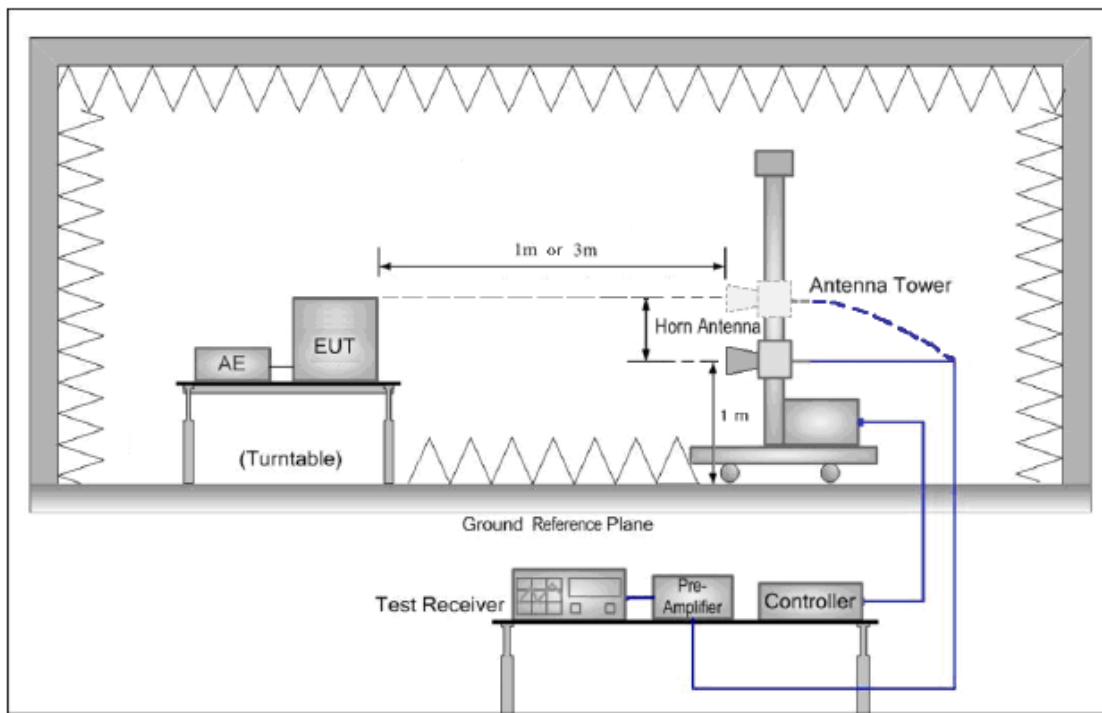 1m or 3m
Antenna Tower
Horn Antenna
EUT
AE
1 m
(Turntable)
Ground Reference Plane
Test Receiver
Pre-
Amplifier
Controller